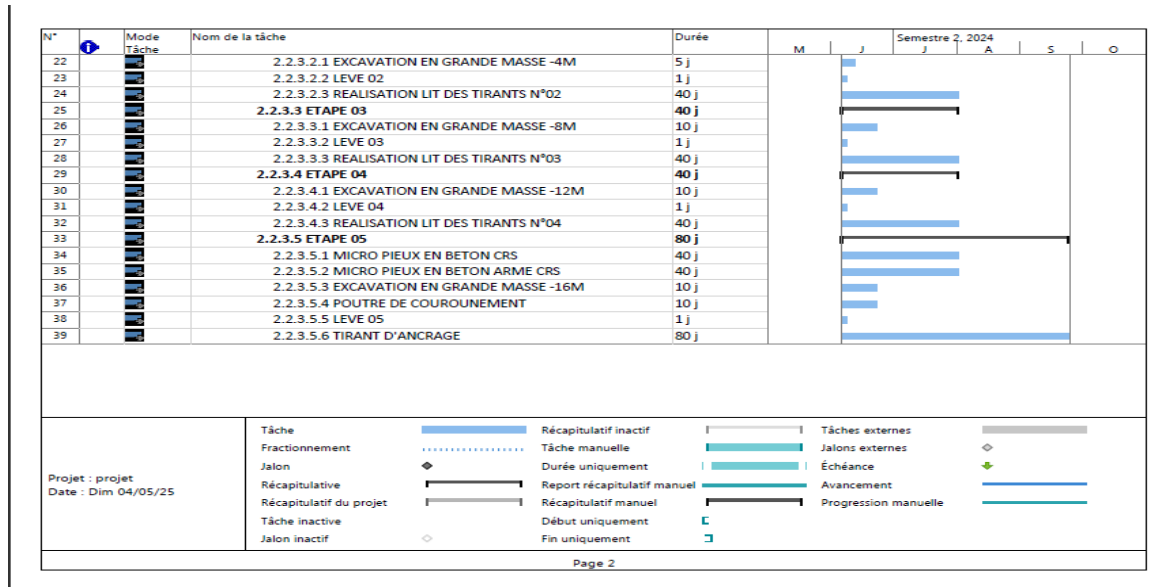 N° Mode Tâche Nom de la tâche Durée Semestre 2, 2024
M J J A S O
22 2.2.3.2.1 EXCAVATION EN GRANDE MASSE -4M 5 j
23 2.2.3.2.2 LEVE 02 1 j
24 2.2.3.2.3 REALISATION LIT DES TIRANTS N°02 40 j
25 2.2.3.3 ETAPE 03 40 j
26 2.2.3.3.1 EXCAVATION EN GRANDE MASSE -8M 10 j
27 2.2.3.3.2 LEVE 03 1 j
28 2.2.3.3.3 REALISATION LIT DES TIRANTS N°03 40 j
29 2.2.3.4 ETAPE 04 40 j
30 2.2.3.4.1 EXCAVATION EN GRANDE MASSE -12M 10 j
31 2.2.3.4.2 LEVE 04 1 j
32 2.2.3.4.3 REALISATION LIT DES TIRANTS N°04 40 j
33 2.2.3.5 ETAPE 05 80 j
34 2.2.3.5.1 MICRO PIEUX EN BETON CRS 40 j
35 2.2.3.5.2 MICRO PIEUX EN BETON ARME CRS 40 j
36 2.2.3.5.3 EXCAVATION EN GRANDE MASSE -16M 10 j
37 2.2.3.5.4 POUTRE DE COUROUNEMENT 10 j
38 2.2.3.5.5 LEVE 05 1 j
39 2.2.3.5.6 TIRANT D'ANCRAGE 80 j
Projet : projet
Date : Dim 04/05/25
Tâche Récapitulatif inactif Tâches externes
Fractionnement Tâche manuelle Jalons externes
Jalon Durée uniquement Échéance
Récapitulative Report récapitulatif manuel Avancement
Récapitulatif du projet Récapitulatif manuel Progression manuelle
Tâche inactive Début uniquement
Jalon inactif Fin uniquement
Page 2